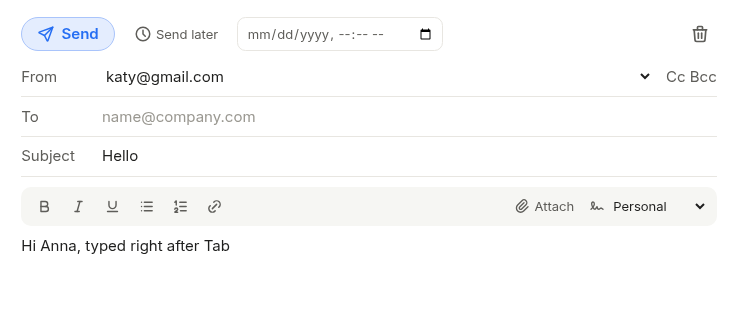 Send Send later mm/dd/yyyy, --:-- --
From katy@gmail.com Cc Bcc
To name@company.com
Subject Hello
Attach Personal
Hi Anna, typed right after Tab